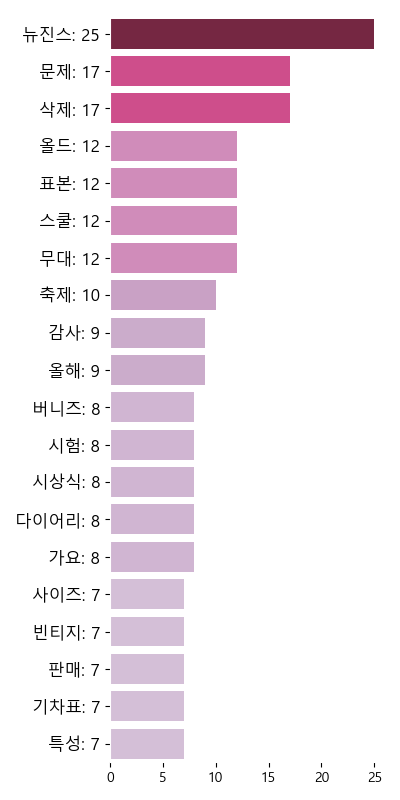 뉴진스: 25
문제: 17
삭제: 17
올드: 12
표본: 12
스쿨: 12
무대: 12
축제: 10
감사: 9
올해: 9
버니즈: 8
시험: 8
시상식: 8
다이어리: 8
가요: 8
사이즈: 7
빈티지: 7
판매: 7
기차표: 7
특성: 7
0 5 10 15 20 25